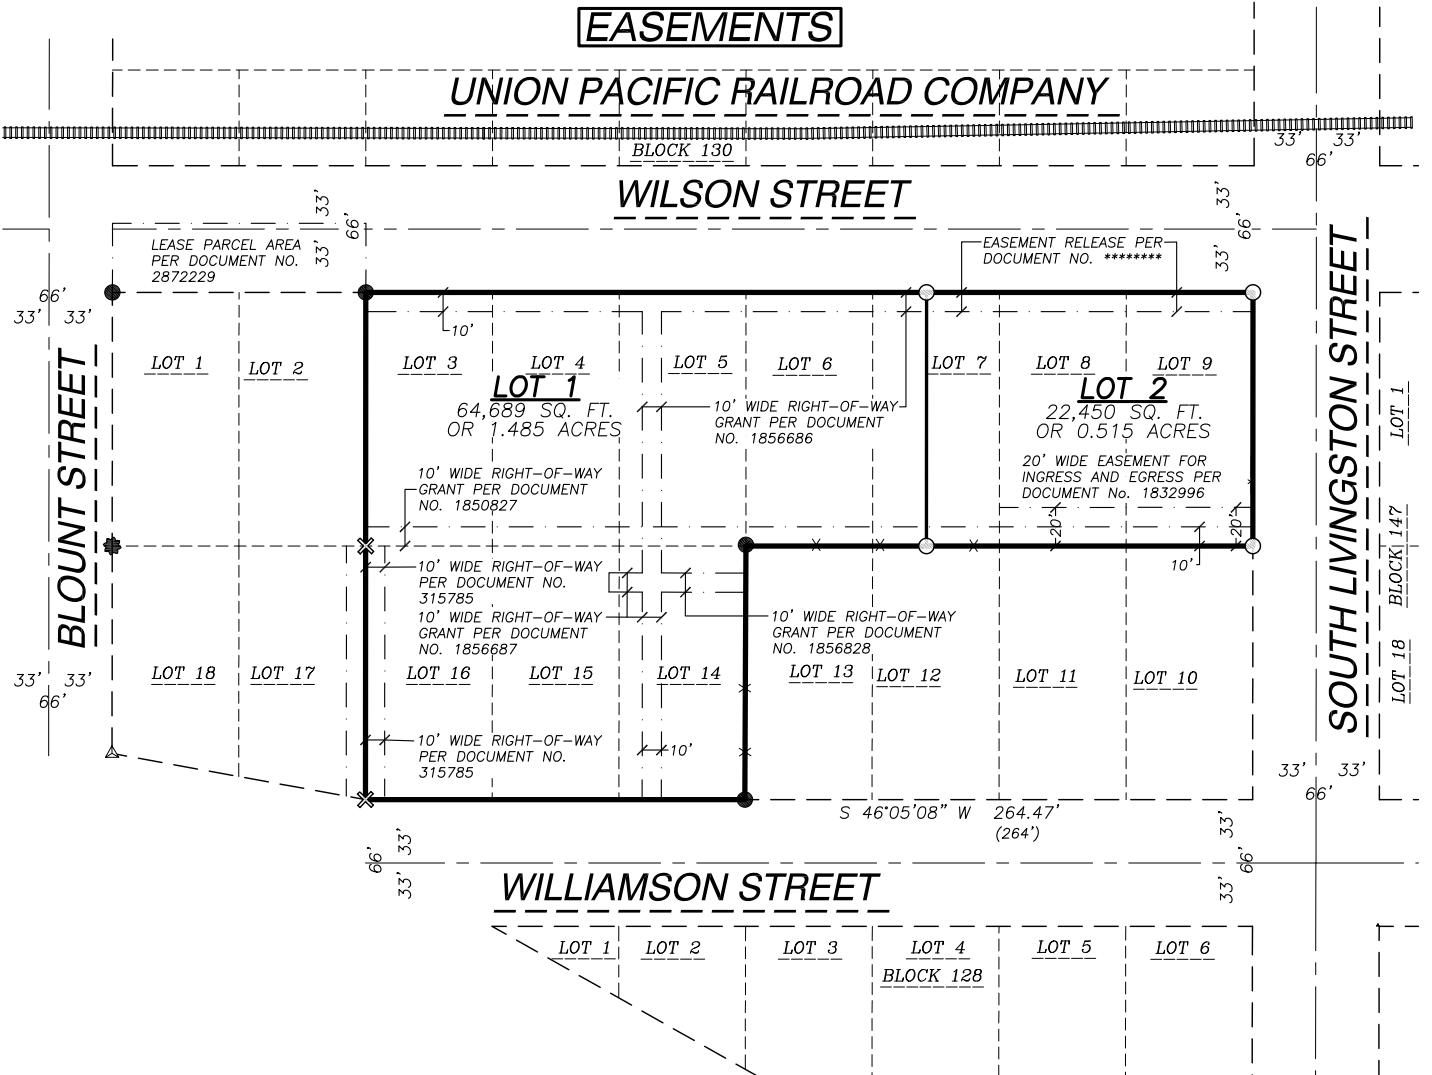 EASEMENTS
UNION PACIFIC RAILROAD COMPANY
BLOCK 130
33' 33'
66'
WILSON STREET
33'
66'
33'
33'
66'
33'
LEASE PARCEL AREA
PER DOCUMENT NO.
2872229
EASEMENT RELEASE PER
DOCUMENT NO. ********
66'
33' 33'
10'
LOT 1
LOT 2
LOT 3
LOT 4
LOT 5
LOT 6
LOT 7
LOT 8
LOT 9
LOT 1
64,689 SQ. FT.
OR 1.485 ACRES
LOT 2
22,450 SQ. FT.
OR 0.515 ACRES
10' WIDE RIGHT-OF-WAY
GRANT PER DOCUMENT
NO. 1856686
20' WIDE EASEMENT FOR
INGRESS AND EGRESS PER
DOCUMENT No. 1832996
10' WIDE RIGHT-OF-WAY
GRANT PER DOCUMENT
NO. 1850827
20'
20'
10'
BLOUNT STREET
SOUTH LIVINGSTON STREET
LOT 1
BLOCK 147
LOT 18
10' WIDE RIGHT-OF-WAY
PER DOCUMENT NO.
315785
10' WIDE RIGHT-OF-WAY
GRANT PER DOCUMENT
NO. 1856687
10' WIDE RIGHT-OF-WAY
GRANT PER DOCUMENT
NO. 1856828
33' 33'
66'
LOT 18
LOT 17
LOT 16
LOT 15
LOT 14
LOT 13
LOT 12
LOT 11
LOT 10
10' WIDE RIGHT-OF-WAY
PER DOCUMENT NO.
315785
10'
33' 33'
66'
S 46°05'08" W 264.47'
(264')
33'
66'
33'
33'
66'
33'
WILLIAMSON STREET
LOT 1
LOT 2
LOT 3
LOT 4
LOT 5
LOT 6
BLOCK 128